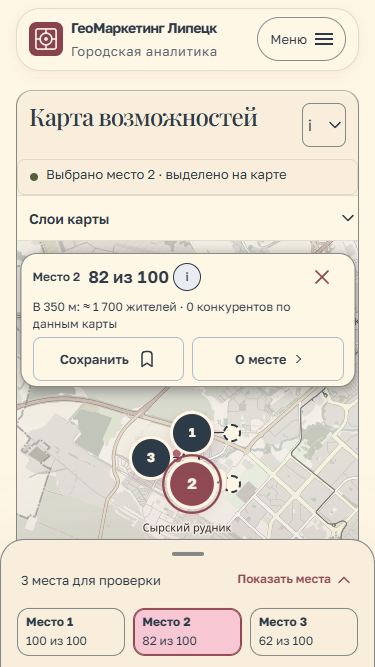 ГеоМаркетинг Липецк
Городская аналитика
Меню
Карта возможностей
i
Выбрано место 2 · выделено на карте
Слои карты
Место 2 82 из 100 i
В 350 м: ≈ 1 700 жителей · 0 конкурентов по
данным карты
Сохранить
О месте
1
3
2
Сырский рудник
3 места для проверки
Показать места
Место 1
100 из 100
Место 2
82 из 100
Место 3
62 из 100